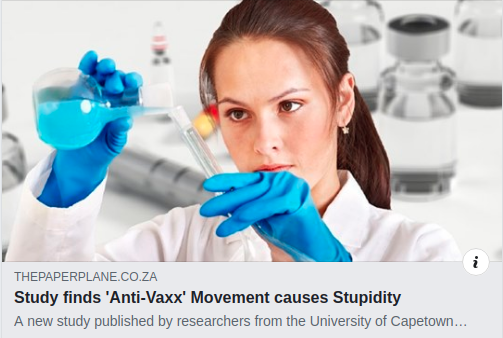 THEPAPERPLANE.CO.ZA
Study finds 'Anti-Vaxx' Movement causes Stupidity
A new study published by researchers from the University of Capetown…
i